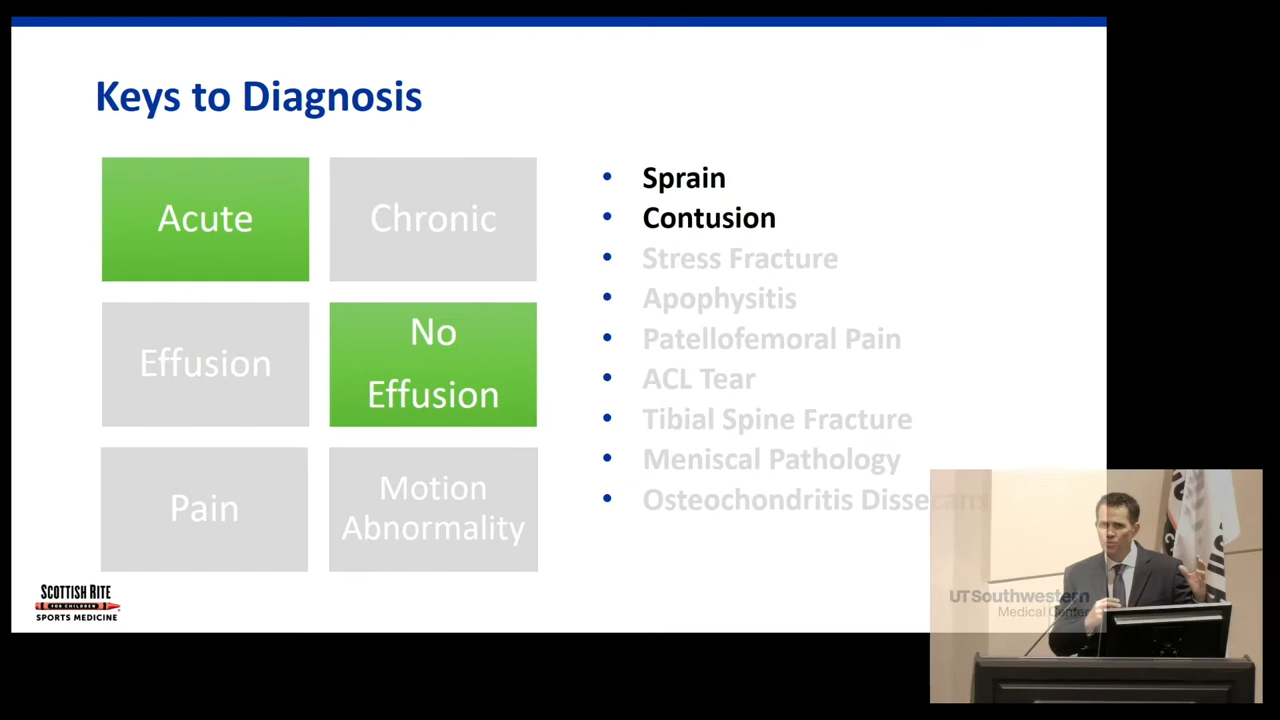 Keys to Diagnosis
Acute
Chronic
Effusion
No
Effusion
Pain
Motion
Abnormality
Sprain
Contusion
Stress Fracture
Apophysitis
Patellofemoral Pain
ACL Tear
Tibial Spine Fracture
Meniscal Pathology
Osteochondritis Dissecans
SCOTTISH RITE
FOR CHILDREN
SPORTS MEDICINE
UTSouthwestern
Medical Center